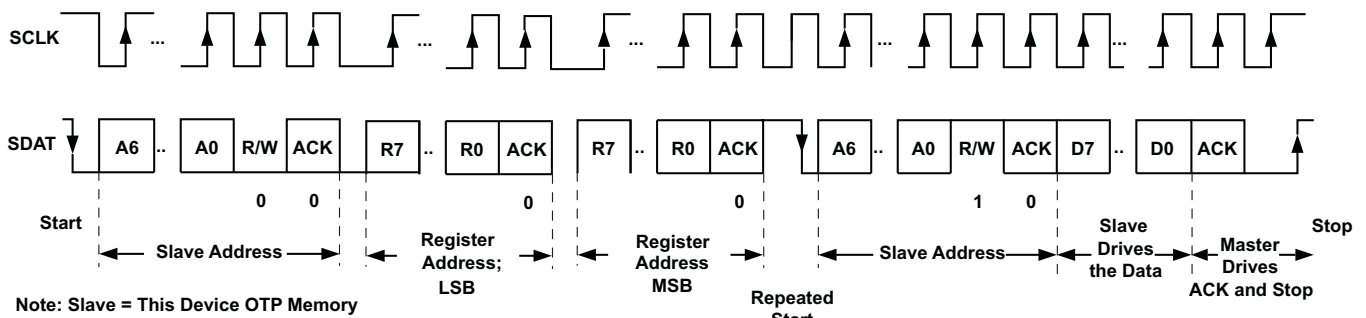 SCLK ... ... ... ... ...
SDAT A6 .. A0 R/W ACK R7 .. R0 ACK R7 .. R0 ACK A6 .. A0 R/W ACK D7 .. D0 ACK
0 0 0 0 1 0
Start Stop
Slave Address
Register
Address;
LSB
Register
Address
MSB
Repeated
Start
Slave Address
Slave
Drives
the Data
Master
Drives
ACK and Stop
Note: Slave = This Device OTP Memory